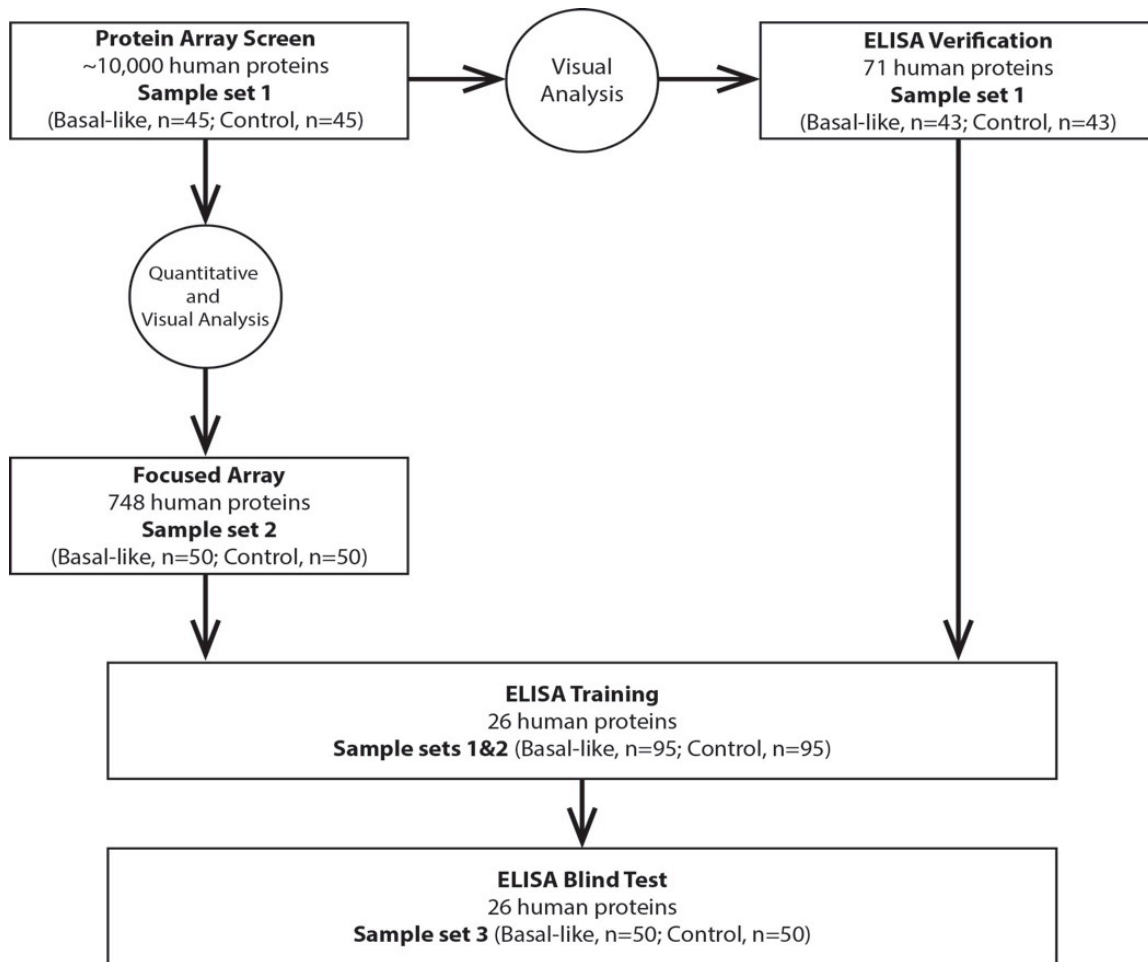 Protein Array Screen
~10,000 human proteins
Sample set 1
(Basal-like, n=45; Control, n=45)
Visual
Analysis
ELISA Verification
71 human proteins
Sample set 1
(Basal-like, n=43; Control, n=43)
Quantitative
and
Visual Analysis
Focused Array
748 human proteins
Sample set 2
(Basal-like, n=50; Control, n=50)
ELISA Training
26 human proteins
Sample sets 1&2 (Basal-like, n=95; Control, n=95)
ELISA Blind Test
26 human proteins
Sample set 3 (Basal-like, n=50; Control, n=50)